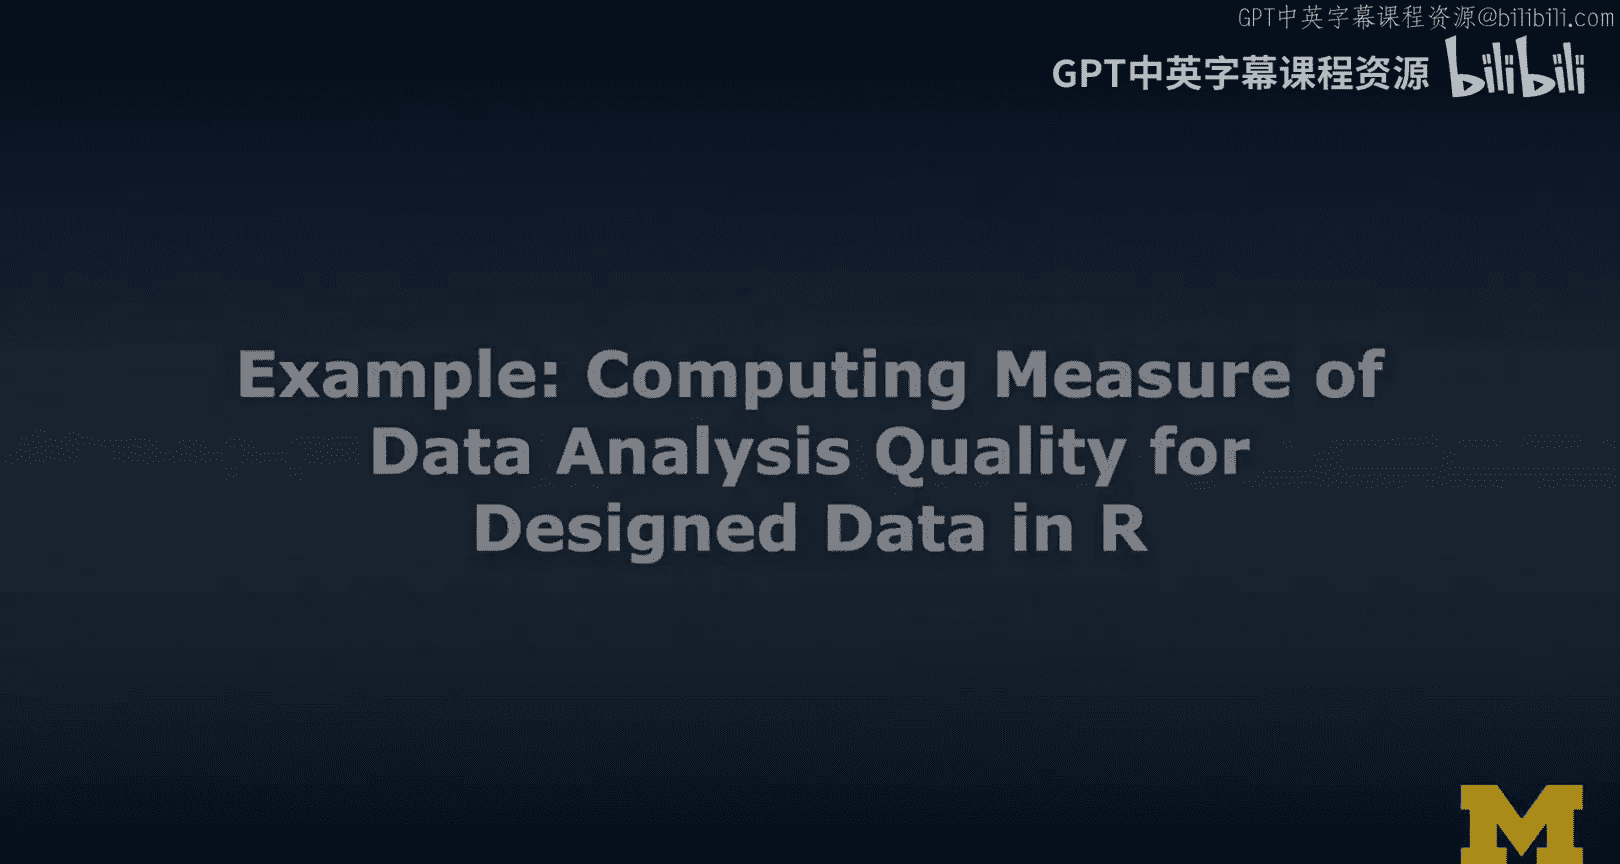 GPT中英字幕课程资源@bilibili.com
GPT中英字幕课程资源 bilibili
Example: Computing Measure of
Data Analysis Quality for
Designed Data in R
M